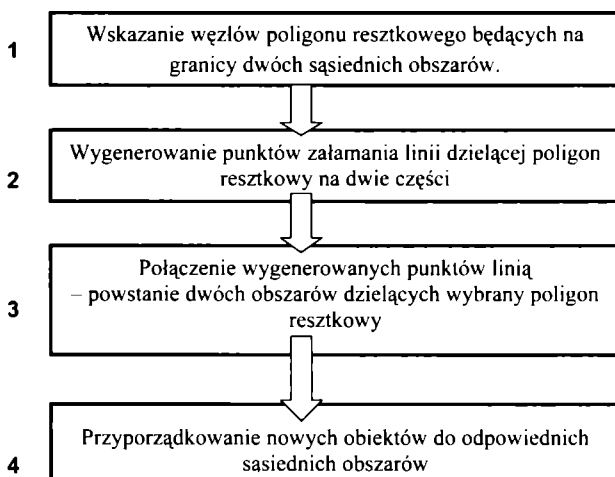 1
Wskazanie węzłów poligonu resztkowego będących na
granicy dwóch sąsiednich obszarów.
2
Wygenerowanie punktów załamania linii dzielącej poligon
resztkowy na dwie części
3
Połączenie wygenerowanych punktów linią
– powstanie dwóch obszarów dzielących wybrany poligon
resztkowy
4
Przyporządkowanie nowych obiektów do odpowiednich
sąsiednich obszarów